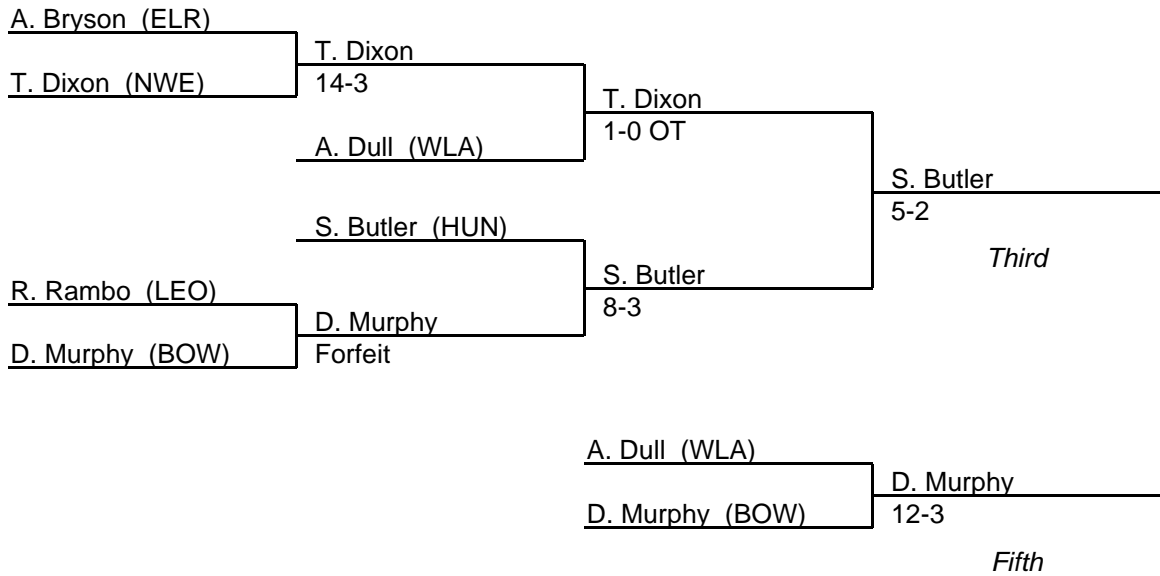 A. Bryson (ELR)
T. Dixon
T. Dixon (NWE)
14-3
T. Dixon
1-0 OT
A. Dull (WLA)
S. Butler
5-2
S. Butler (HUN)
Third
S. Butler
R. Rambo (LEO)
8-3
D. Murphy
D. Murphy (BOW)
Forfeit
A. Dull (WLA)
D. Murphy
D. Murphy (BOW)
12-3
Fifth